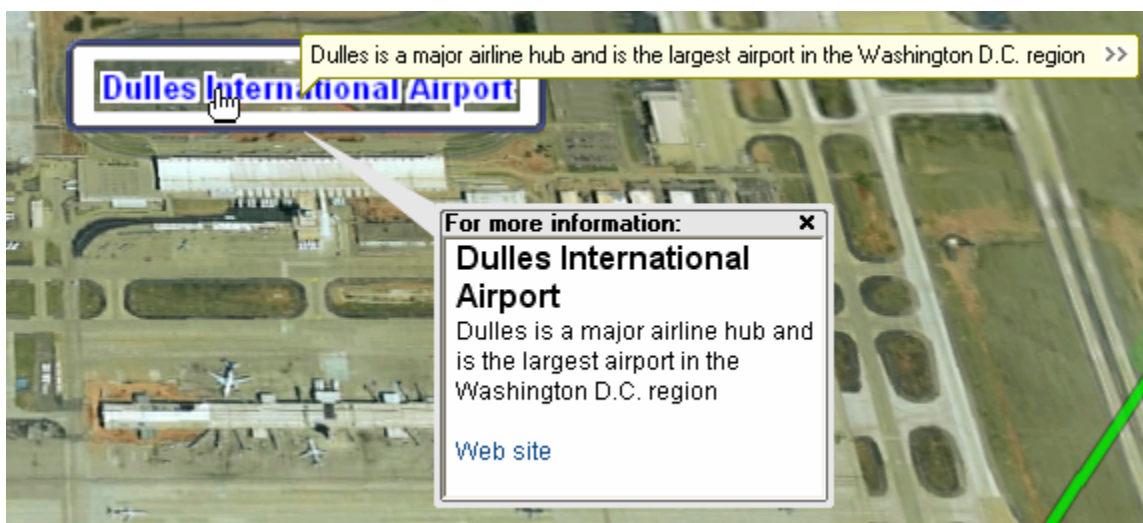 Dulles is a major airline hub and is the largest airport in the Washington D.C. region >>
Dulles International Airport
For more information: x
Dulles International
Airport
Dulles is a major airline hub and
is the largest airport in the
Washington D.C. region
Web site